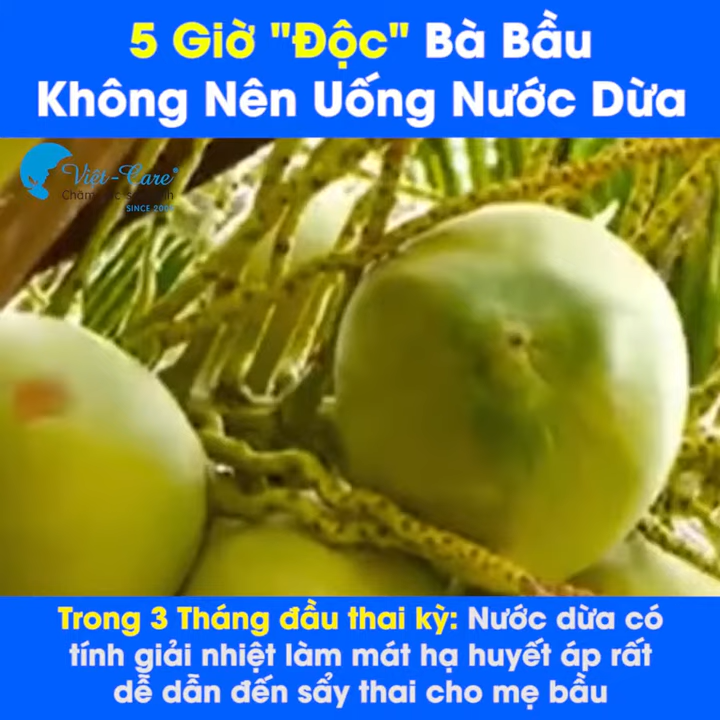 5 Giờ "Độc" Bà Bầu
Không Nên Uống Nước Dừa
Việt-Care®
SINCE 200
Trong 3 Tháng đầu thai kỳ: Nước dừa có
tính giải nhiệt làm mát hạ huyết áp rất
dễ dẫn đến sẩy thai cho mẹ bầu